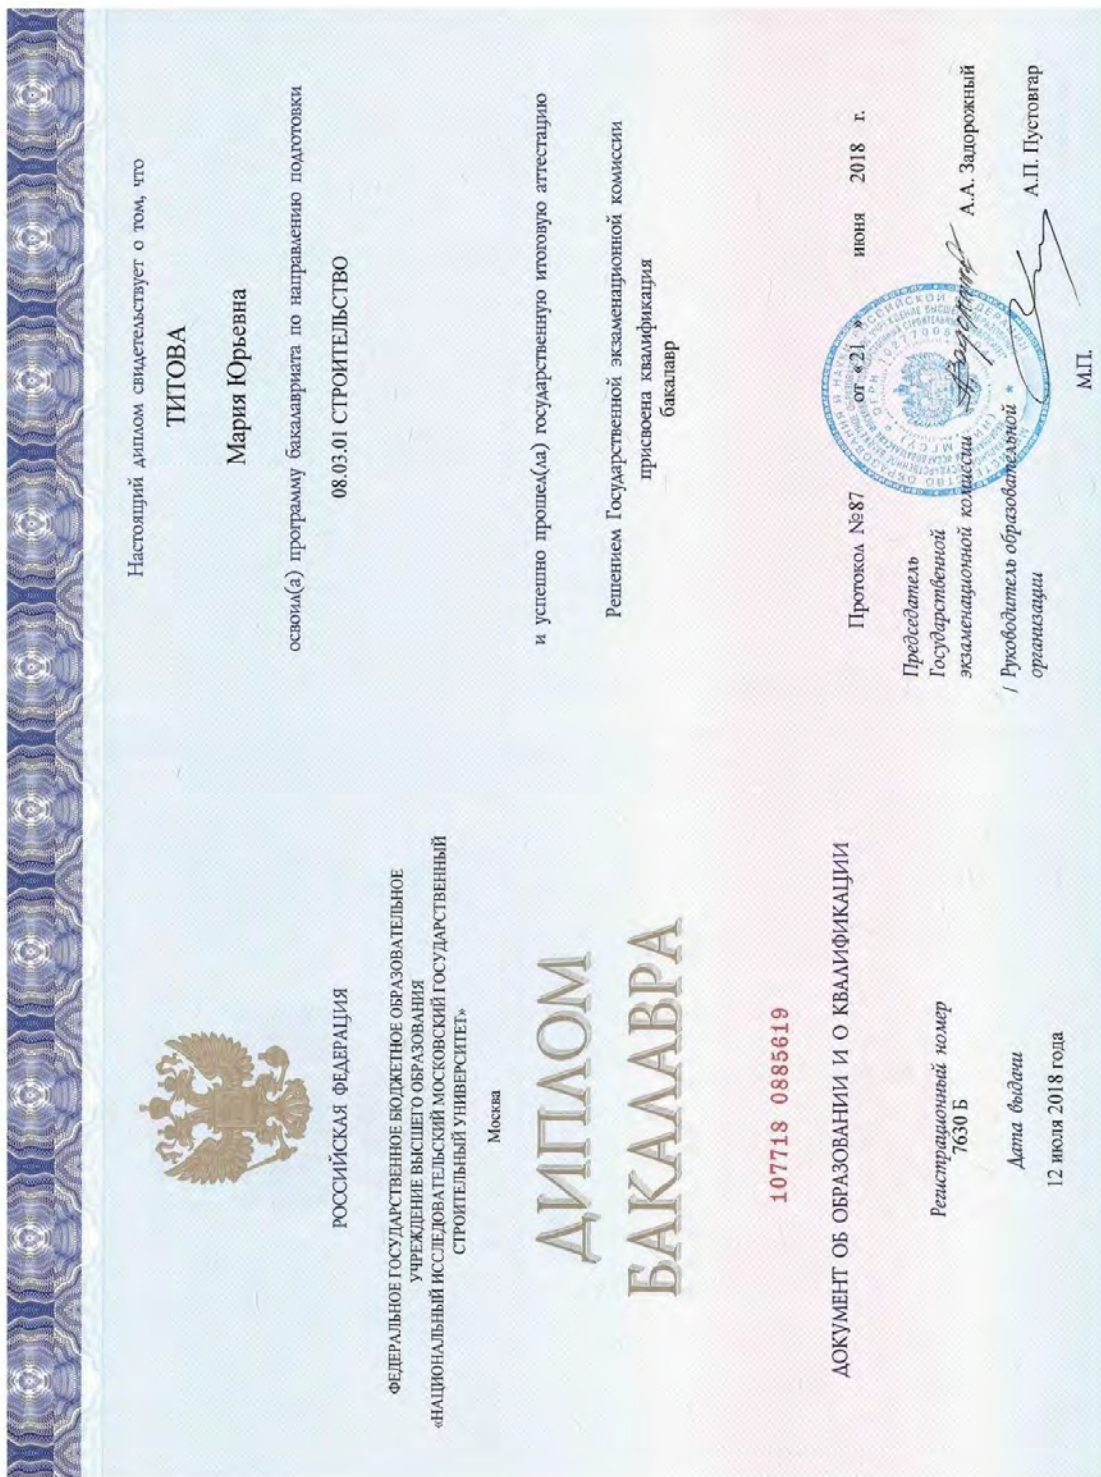 РОССИЙСКАЯ ФЕДЕРАЦИЯ
ФЕДЕРАЛЬНОЕ ГОСУДАРСТВЕННОЕ БЮДЖЕТНОЕ ОБРАЗОВАТЕЛЬНОЕ
УЧРЕЖДЕНИЕ ВЫСШЕГО ОБРАЗОВАНИЯ
«НАЦИОНАЛЬНЫЙ ИССЛЕДОВАТЕЛЬСКИЙ МОСКОВСКИЙ ГОСУДАРСТВЕННЫЙ
СТРОИТЕЛЬНЫЙ УНИВЕРСИТЕТ»
Москва
ДИПЛОМ
БАКАЛАВРА
107718 0885619
ДОКУМЕНТ ОБ ОБРАЗОВАНИИ И О КВАЛИФИКАЦИИ
Регистрационный номер
7630 Б
Дата выдачи
12 июля 2018 года
Настоящий диплом свидетельствует о том, что
ТИТОВА
Мария Юрьевна
освоил(а) программу бакалавриата по направлению подготовки
08.03.01 СТРОИТЕЛЬСТВО
и успешно прошел(ла) государственную итоговую аттестацию
Решением Государственной экзаменационной комиссии
присвоена квалификация
бакалавр
Протокол №87 от «21 » июня 2018 г.
Председатель
Государственной
экзаменационной комиссии А.А. Задорожный
/ Руководитель образовательной А.П. Пустовгар
организации
М.П.